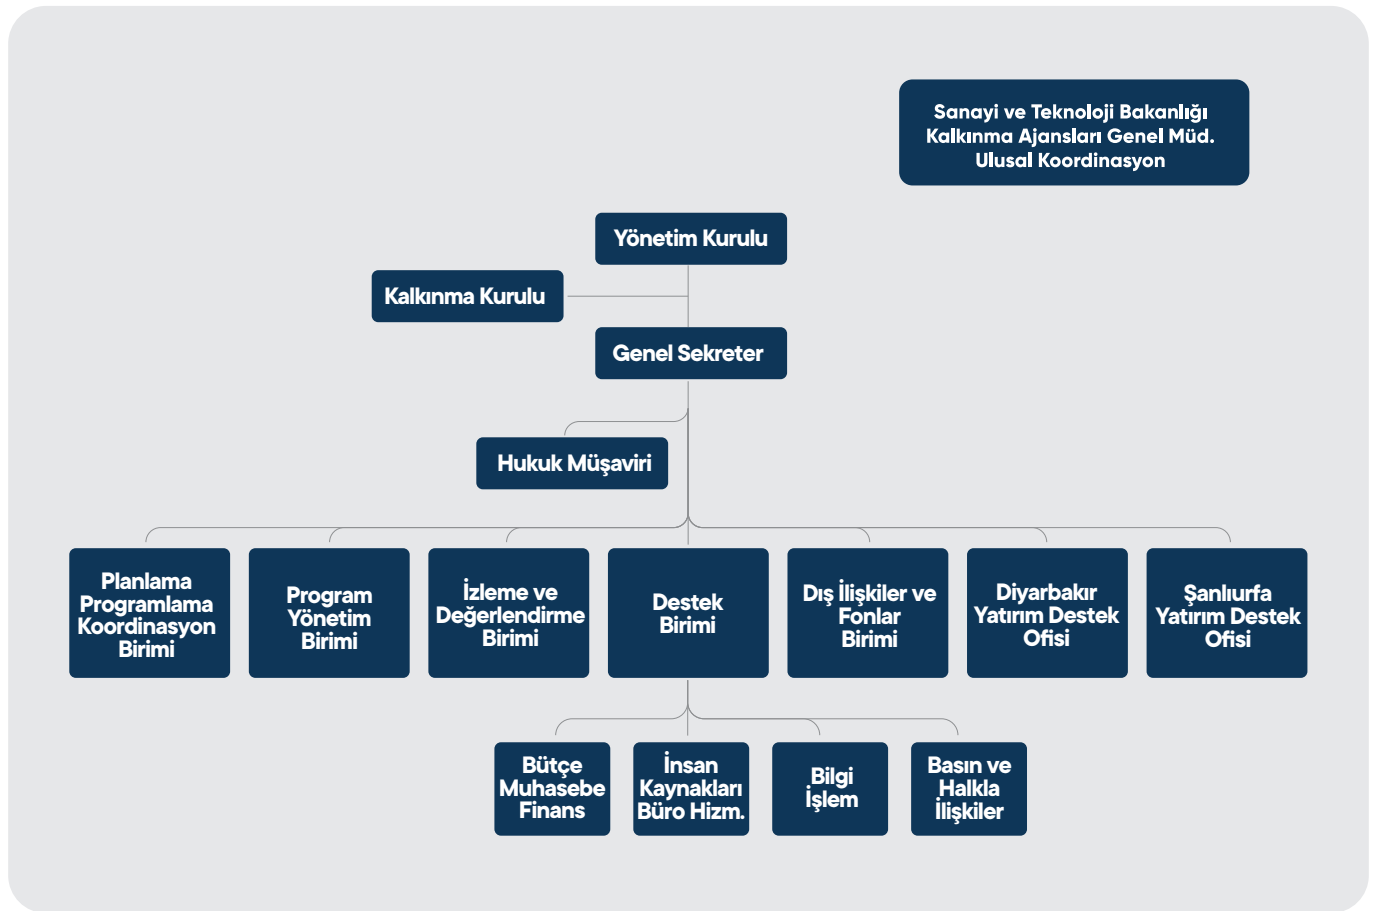 Sanayi ve Teknoloji Bakanlığı
Kalkınma Ajansları Genel Müd.
Ulusal Koordinasyon
Yönetim Kurulu
Kalkınma Kurulu
Genel Sekreter
Hukuk Müşaviri
Planlama
Programlama
Koordinasyon
Birimi
Program
Yönetim
Birimi
İzleme ve
Değerlendirme
Birimi
Destek
Birimi
Dış İlişkiler ve
Fonlar
Birimi
Diyarbakır
Yatırım Destek
Ofisi
Şanlıurfa
Yatırım Destek
Ofisi
Bütçe
Muhasebe
Finans
İnsan
Kaynakları
Büro Hizm.
Bilgi
İşlem
Basın ve
Halkla
İlişkiler